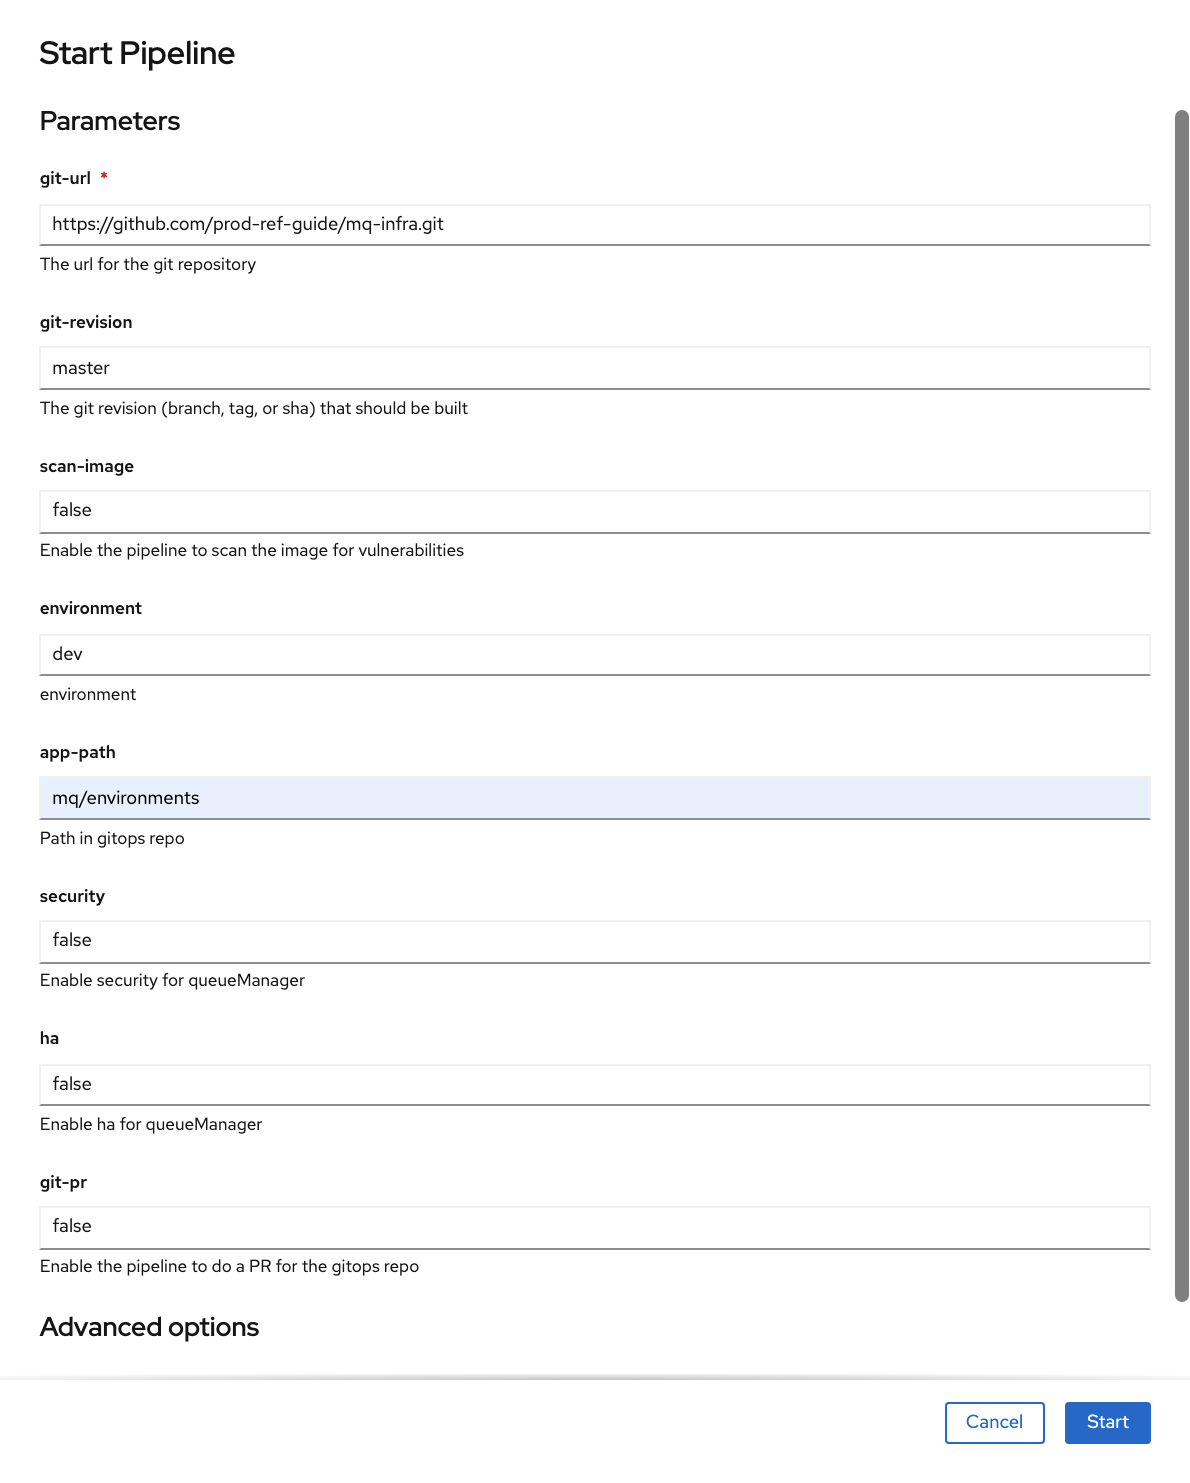 Start Pipeline
Parameters
git-url *
https://github.com/prod-ref-guide/mq-infra.git
The url for the git repository
git-revision
master
The git revision (branch, tag, or sha) that should be built
scan-image
false
Enable the pipeline to scan the image for vulnerabilities
environment
dev
environment
app-path
mq/environments
Path in gitops repo
security
false
Enable security for queueManager
ha
false
Enable ha for queueManager
git-pr
false
Enable the pipeline to do a PR for the gitops repo
Advanced options
Cancel Start